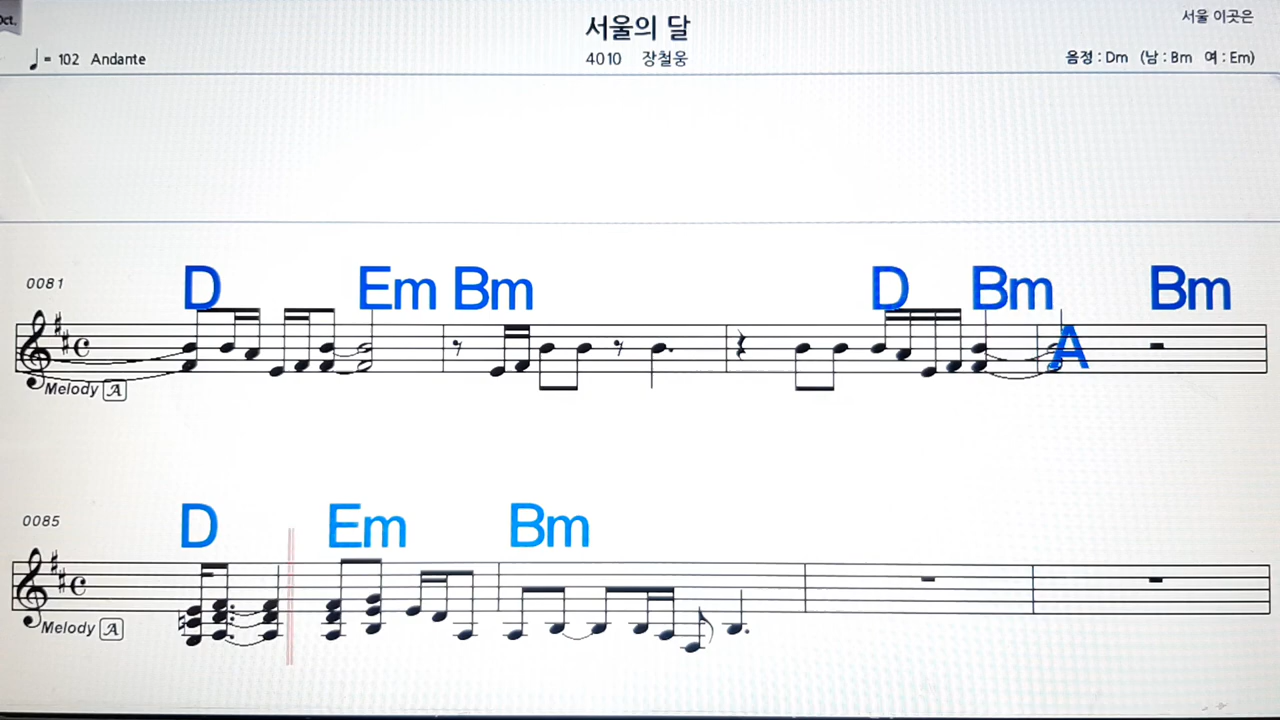 Oct.
서울의 달
서울 이곳은
♩ = 102 Andante
4010 장철웅
음정 : Dm (남 : Bm 여 : Em)
D Em Bm D Bm A Bm
0081
Melody A
D Em Bm
0085
Melody A